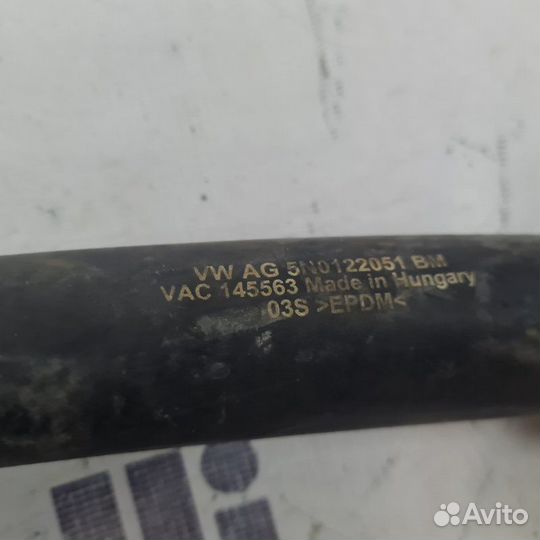 VW AG 5N0122051 BM
VAC 145563 Made in Hungary
03S >EPDM<
Avito